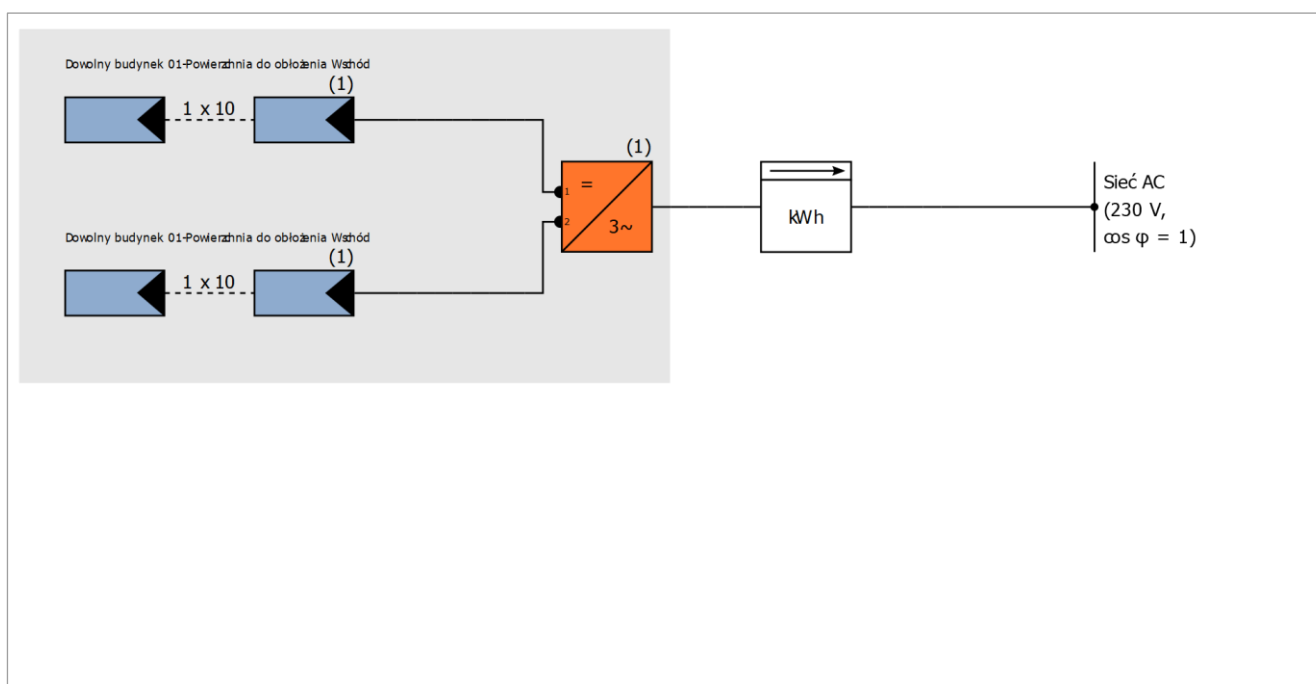 Dowolny budynek 01-Powierzchnia do obłożenia Wschód
(1)
1 x 10
(1)
1
=
2
3~
kWh
Sieć AC
(230 V,
cos φ = 1)
Dowolny budynek 01-Powierzchnia do obłożenia Wschód
(1)
1 x 10